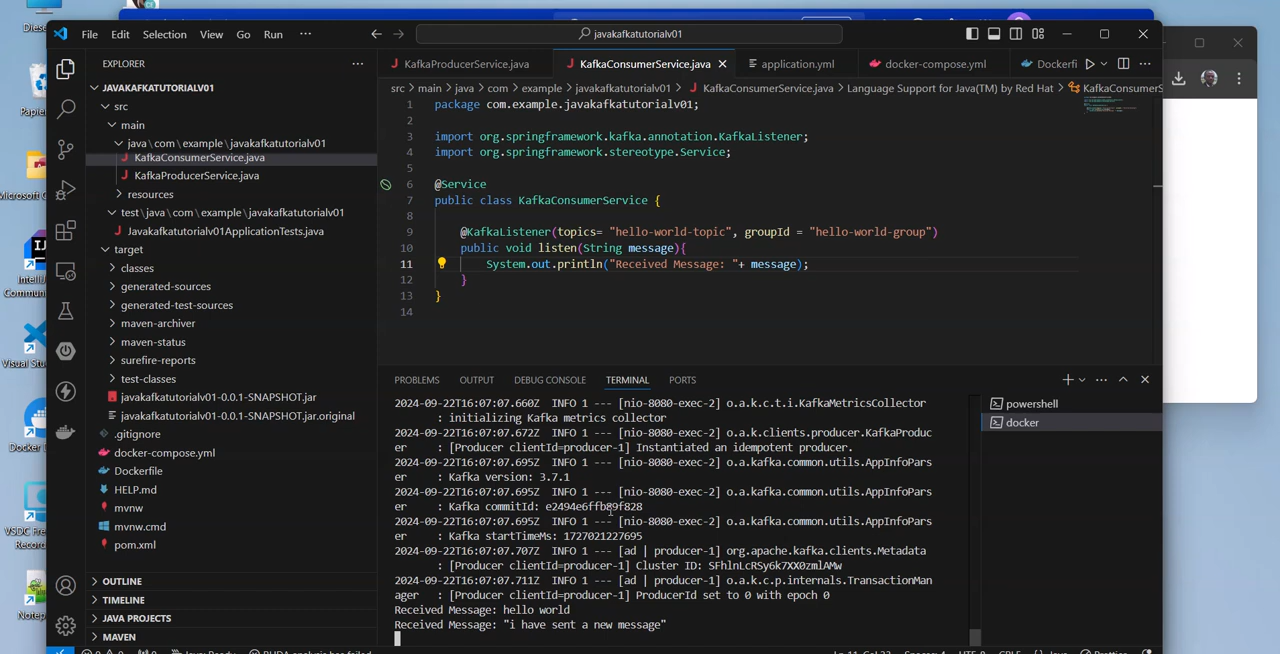 File Edit Selection View Go Run ··· javakafkatutorialv01
EXPLORER ···
KafkaProducerService.java KafkaConsumerService.java application.yml docker-compose.yml Dockerfi
src > main > java > com > example > javakafkatutorialv01 > KafkaConsumerService.java > Language Support for Java(TM) by Red Hat > KafkaConsumerS
JAVAKAFKATUTORIALV01
src
main
java\com\example\javakafkatutorialv01
KafkaConsumerService.java
KafkaProducerService.java
resources
test\java\com\example\javakafkatutorialv01
Javakafkatutorialv01ApplicationTests.java
target
classes
generated-sources
generated-test-sources
maven-archiver
maven-status
surefire-reports
test-classes
javakafkatutorialv01-0.0.1-SNAPSHOT.jar
javakafkatutorialv01-0.0.1-SNAPSHOT.jar.original
.gitignore
docker-compose.yml
Dockerfile
HELP.md
mvnw
mvnw.cmd
pom.xml
OUTLINE
TIMELINE
JAVA PROJECTS
MAVEN
1 package com.example.javakafkatutorialv01;
2
3 import org.springframework.kafka.annotation.KafkaListener;
4 import org.springframework.stereotype.Service;
5
6 @Service
7 public class KafkaConsumerService {
8
9 @KafkaListener(topics= "hello-world-topic", groupId = "hello-world-group")
10 public void listen(String message){
11 System.out.println("Received Message: "+ message);
12 }
13 }
14
PROBLEMS OUTPUT DEBUG CONSOLE TERMINAL PORTS
powershell
docker
2024-09-22T16:07:07.660Z INFO 1 --- [nio-8080-exec-2] o.a.k.c.t.i.KafkaMetricsCollector
: initializing Kafka metrics collector
2024-09-22T16:07:07.672Z INFO 1 --- [nio-8080-exec-2] o.a.k.clients.producer.KafkaProduc
er : [Producer clientId=producer-1] Instantiated an idempotent producer.
2024-09-22T16:07:07.695Z INFO 1 --- [nio-8080-exec-2] o.a.kafka.common.utils.AppInfoPars
er : Kafka version: 3.7.1
2024-09-22T16:07:07.695Z INFO 1 --- [nio-8080-exec-2] o.a.kafka.common.utils.AppInfoPars
er : Kafka commitId: e2494e6ffb89f828
2024-09-22T16:07:07.695Z INFO 1 --- [nio-8080-exec-2] o.a.kafka.common.utils.AppInfoPars
er : Kafka startTimeMs: 1727021227695
2024-09-22T16:07:07.707Z INFO 1 --- [ad | producer-1] org.apache.kafka.clients.Metadata
: [Producer clientId=producer-1] Cluster ID: SFhlnLcRSy6k7XX0zmlAMw
2024-09-22T16:07:07.711Z INFO 1 --- [ad | producer-1] o.a.k.c.p.internals.TransactionMan
ager : [Producer clientId=producer-1] ProducerId set to 0 with epoch 0
Received Message: hello world
Received Message: "i have sent a new message"